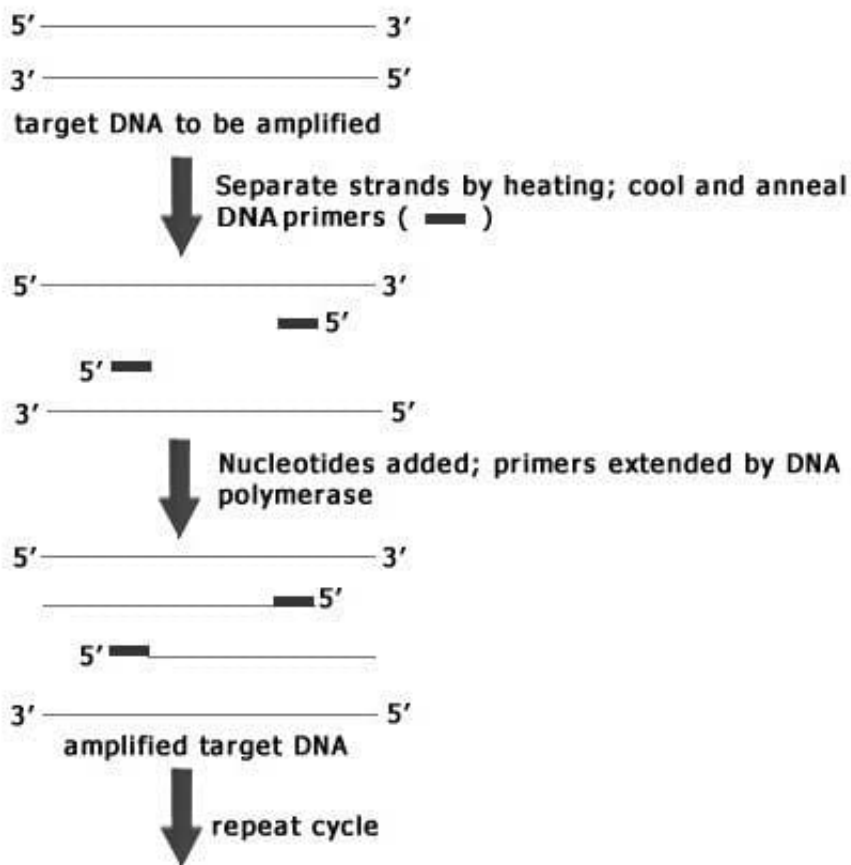 5′ 3′
3′ 5′
target DNA to be amplified
Separate strands by heating; cool and anneal
DNA primers ( )
5′ 3′
5′
5′
3′ 5′
Nucleotides added; primers extended by DNA
polymerase
5′ 3′
5′
5′
3′ 5′
amplified target DNA
repeat cycle